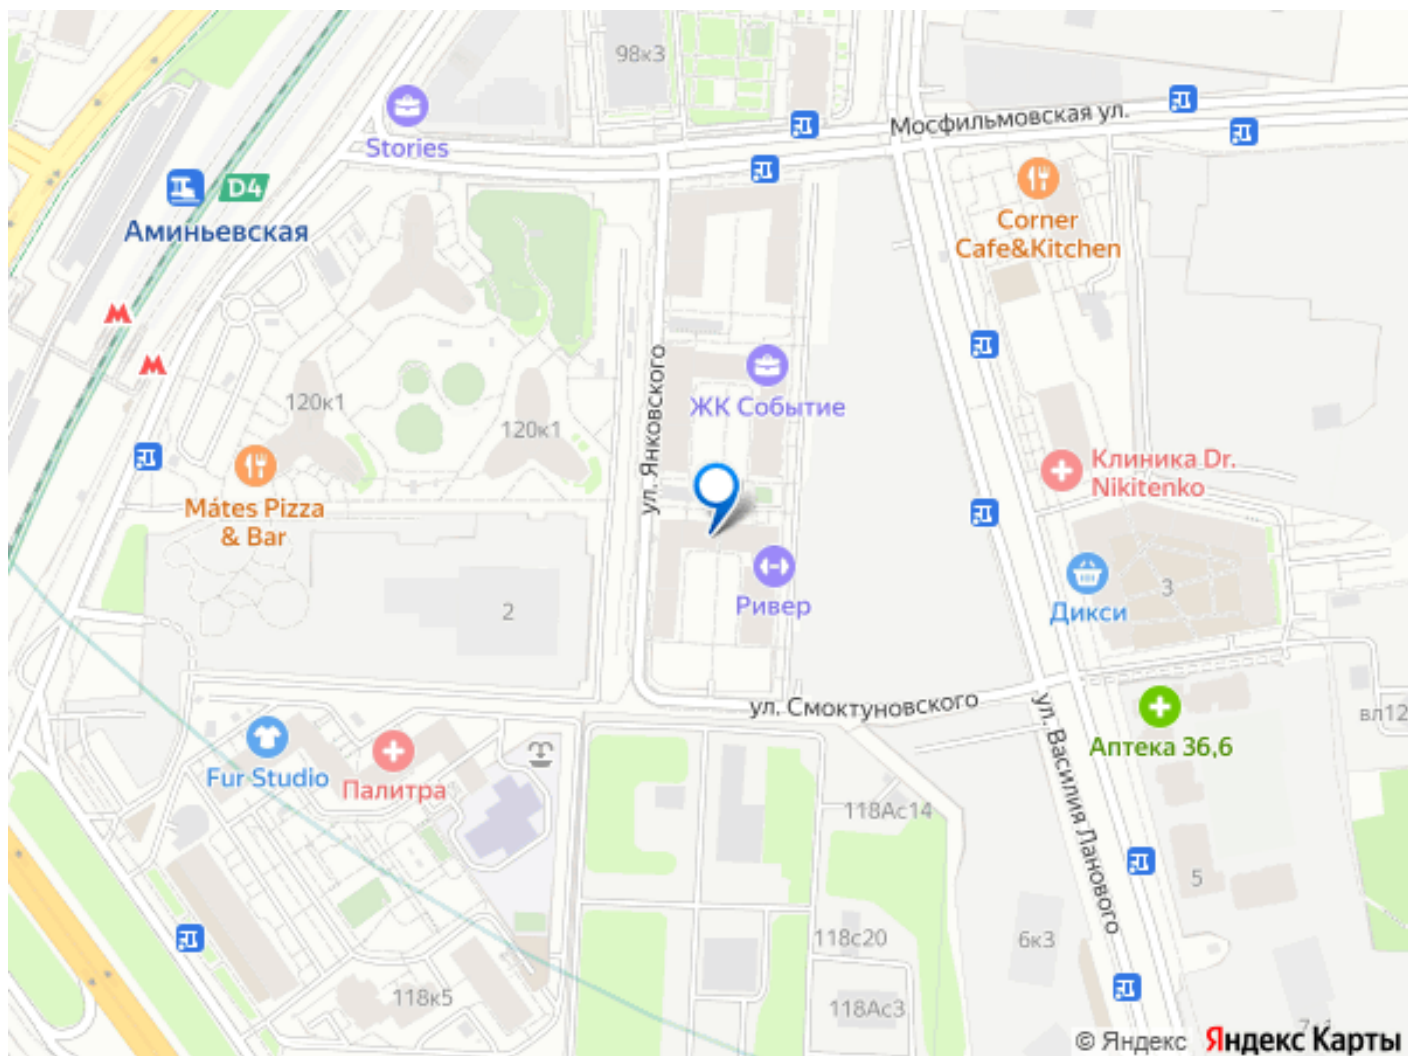 98к3
Мосфильмовская ул.
Stories
D4
Аминьевская
Corner
Cafe&Kitchen
ул. Янковского
120к1
120к1
ЖК Событие
Mátes Pizza
& Bar
Клиника Dr.
Nikitenko
2
Ривер
Дикси
3
ул. Смоктуновского
вл12
Аптека 36,6
Fur Studio
Палитра
ул. Василия Ланового
118Ас14
5
118с20
6к3
118к5
118Ас3
© Яндекс
Яндекс Карты